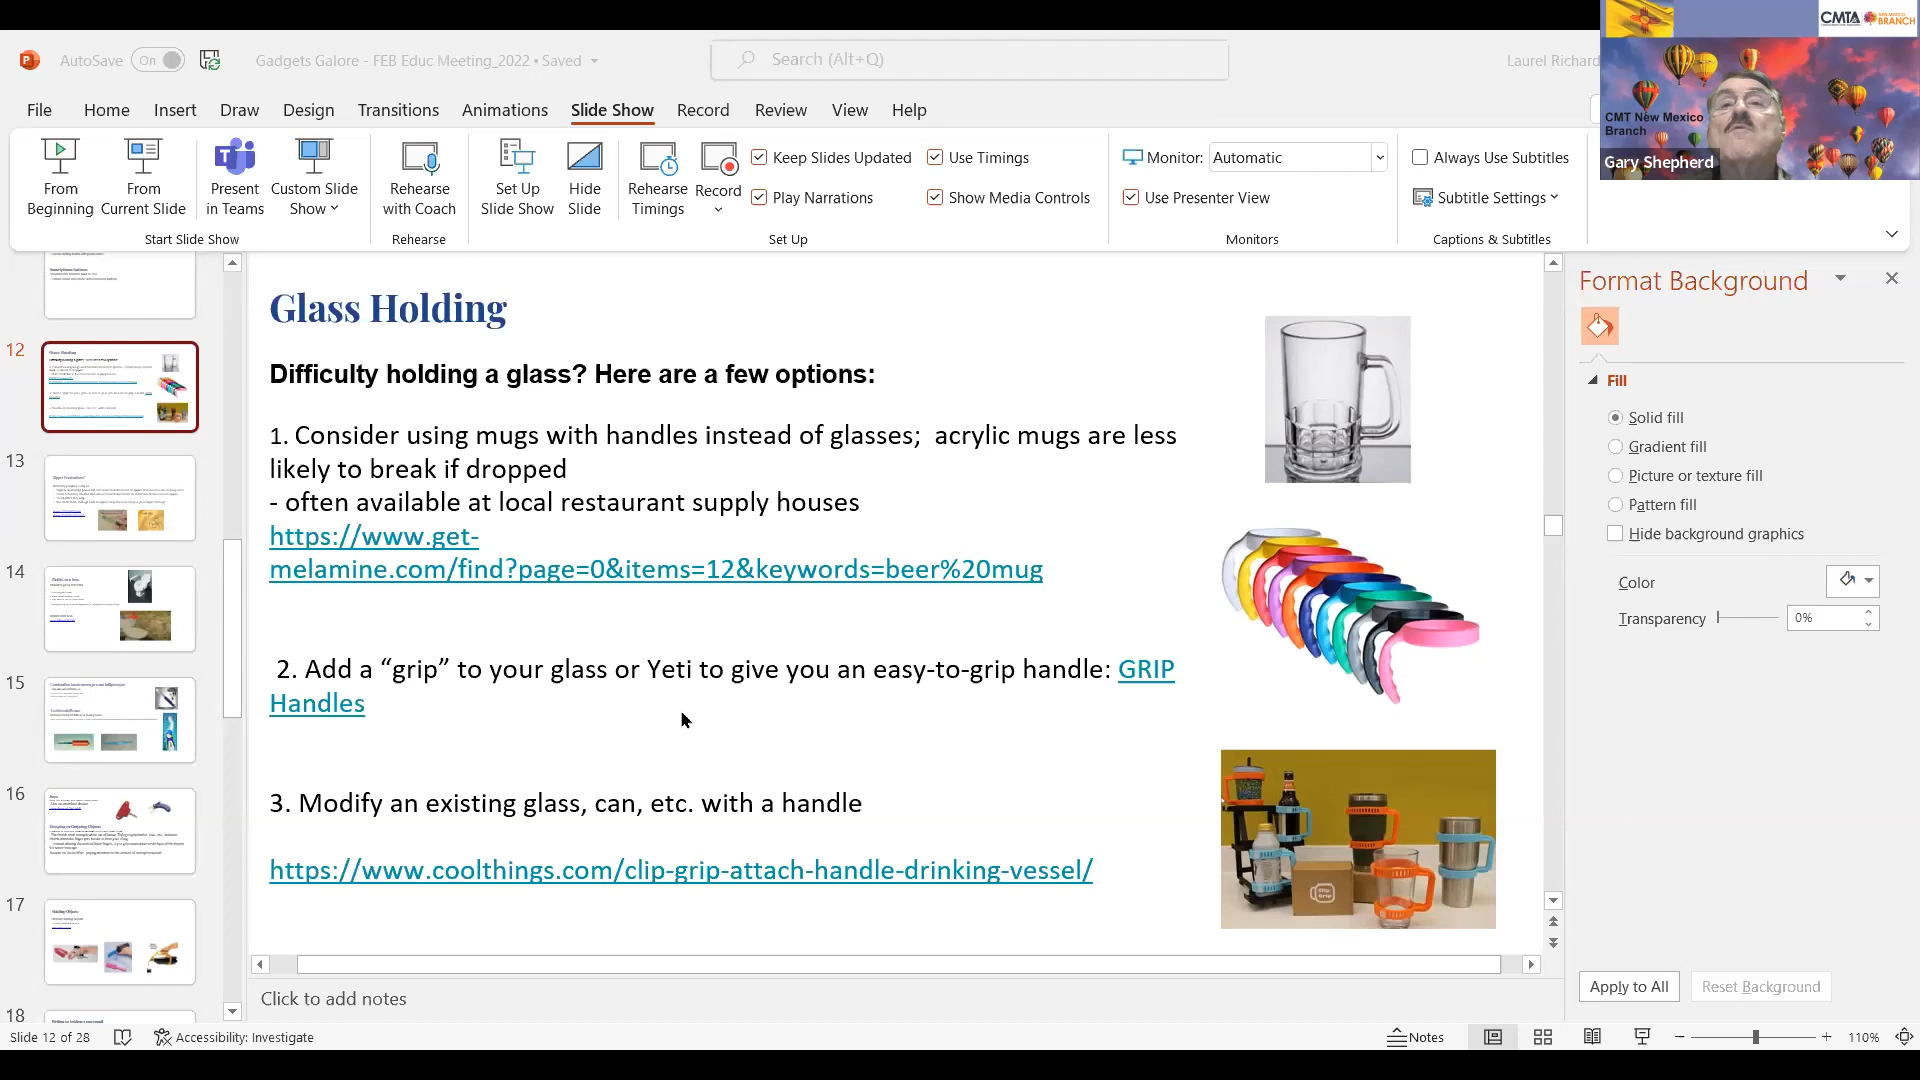 AutoSave
On
Gadgets Galore - FEB Educ Meeting_2022 • Saved
Search (Alt+Q)
Laurel Richard
CMTA NEW MEXICO BRANCH
CMT New Mexico
Branch
Gary Shepherd
File Home Insert Draw Design Transitions Animations Slide Show Record Review View Help
From
Beginning
From
Current Slide
Present
in Teams
Custom Slide
Show
Start Slide Show
Rehearse
with Coach
Rehearse
Set Up
Slide Show
Hide
Slide
Rehearse
Timings
Record
Keep Slides Updated
Use Timings
Play Narrations
Show Media Controls
Set Up
Monitor: Automatic
Use Presenter View
Monitors
Always Use Subtitles
Subtitle Settings
Captions & Subtitles
12
13
14
15
16
17
18
Glass Holding
Difficulty holding a glass? Here are a few options:
1. Consider using mugs with handles instead of glasses;  acrylic mugs are less
likely to break if dropped
- often available at local restaurant supply houses
https://www.get-
melamine.com/find?page=0&items=12&keywords=beer%20mug
2. Add a “grip” to your glass or Yeti to give you an easy-to-grip handle: GRIP
Handles
3. Modify an existing glass, can, etc. with a handle
https://www.coolthings.com/clip-grip-attach-handle-drinking-vessel/
Click to add notes
Format Background
Fill
Solid fill
Gradient fill
Picture or texture fill
Pattern fill
Hide background graphics
Color
Transparency
0%
Apply to All
Reset Background
Slide 12 of 28
Accessibility: Investigate
Notes
110%